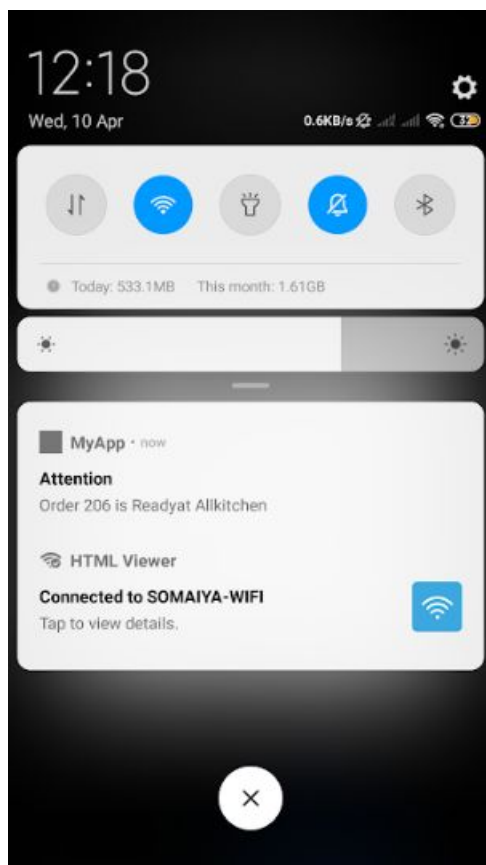 12:18
Wed, 10 Apr
0.6KB/s 32
Today: 533.1MB This month: 1.61GB
MyApp • now
Attention
Order 206 is Readyat Allkitchen
HTML Viewer
Connected to SOMAIYA-WIFI
Tap to view details.